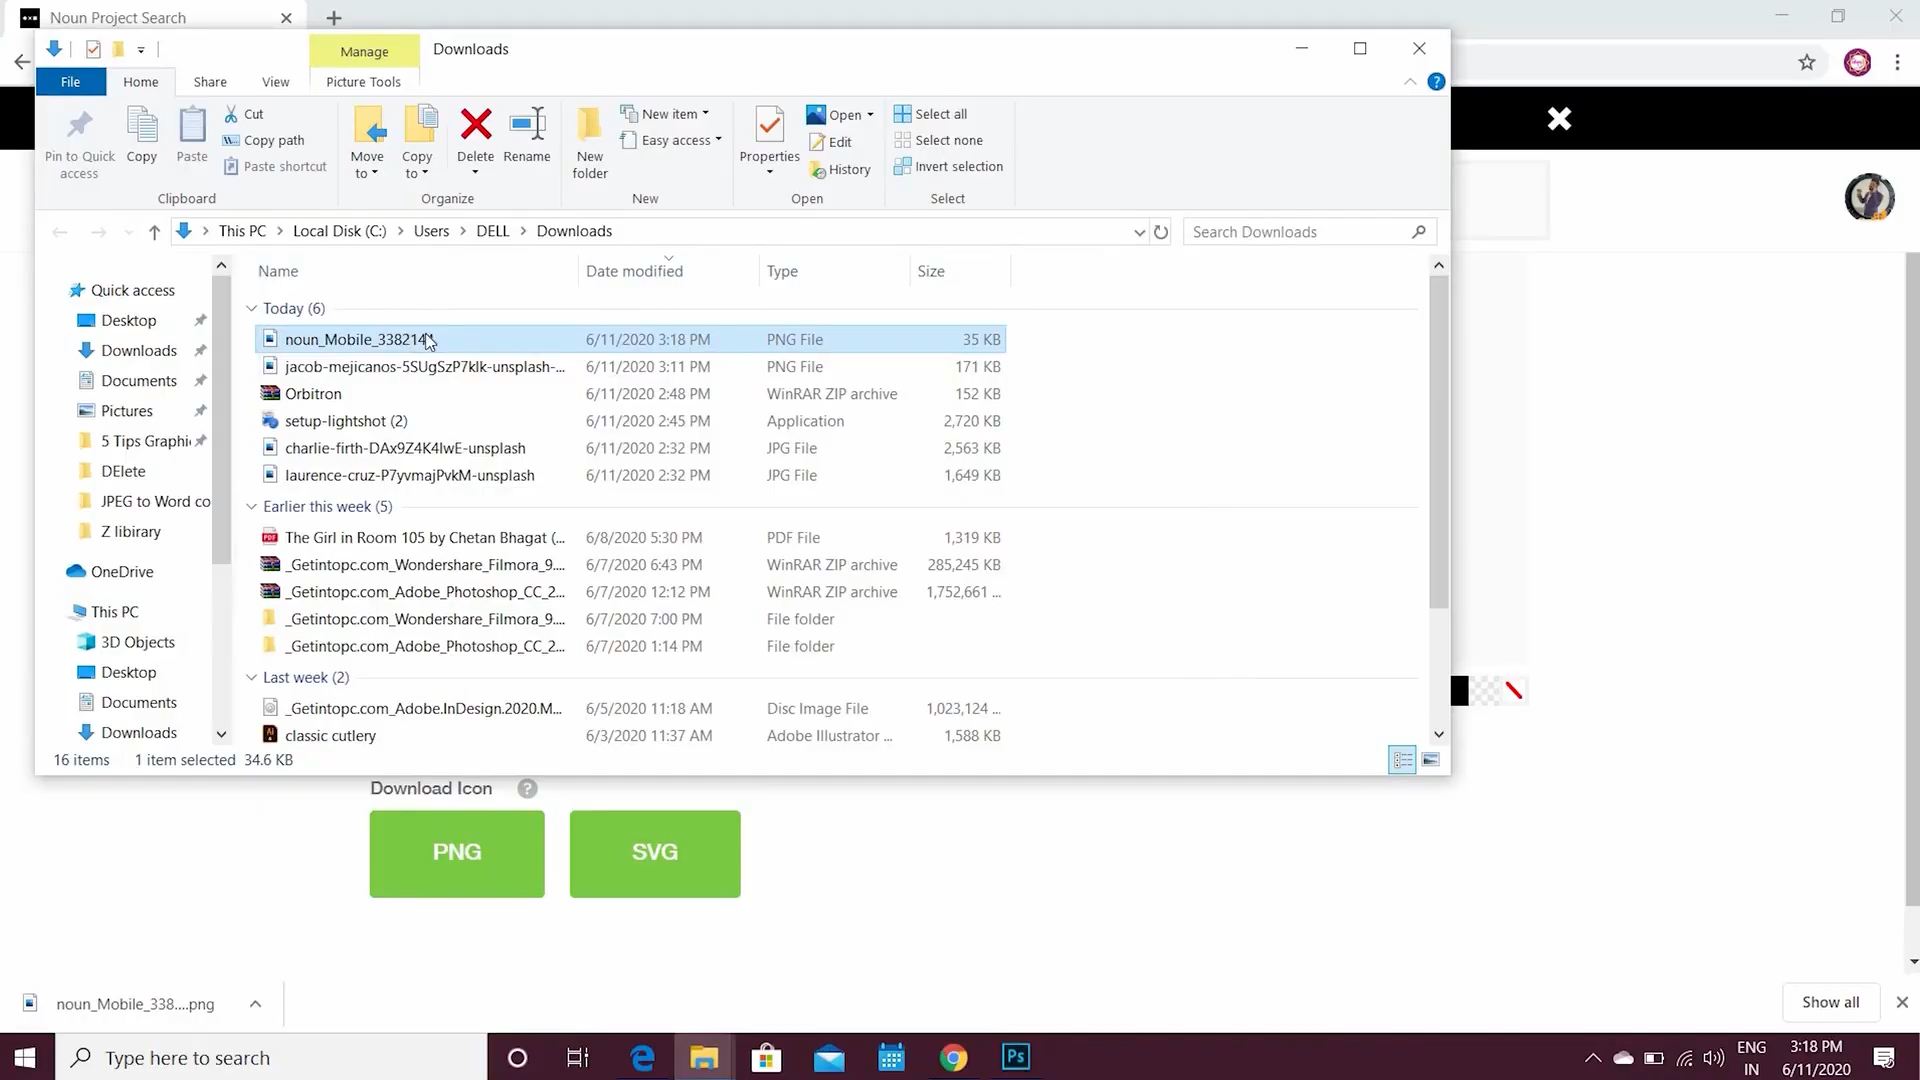 Noun Project Search
Manage
Downloads
File
Home
Share
View
Picture Tools
Pin to Quick access
Copy
Paste
Cut
Copy path
Paste shortcut
Clipboard
Move to
Copy to
Delete
Rename
Organize
New folder
New item
Easy access
New
Properties
Open
Edit
History
Open
Select all
Select none
Invert selection
Select
This PC > Local Disk (C:) > Users > DELL > Downloads
Search Downloads
Name Date modified Type Size
Quick access
Desktop
Downloads
Documents
Pictures
5 Tips Graphi
DElete
JPEG to Word co
Z libirary
OneDrive
This PC
3D Objects
Desktop
Documents
Downloads
Today (6)
noun_Mobile_338214 6/11/2020 3:18 PM PNG File 35 KB
jacob-mejicanos-5SUgSzP7klk-unsplash-... 6/11/2020 3:11 PM PNG File 171 KB
Orbitron 6/11/2020 2:48 PM WinRAR ZIP archive 152 KB
setup-lightshot (2) 6/11/2020 2:45 PM Application 2,720 KB
charlie-firth-DAx9Z4K4lwE-unsplash 6/11/2020 2:32 PM JPG File 2,563 KB
laurence-cruz-P7yvmajPvkM-unsplash 6/11/2020 2:32 PM JPG File 1,649 KB
Earlier this week (5)
The Girl in Room 105 by Chetan Bhagat (... 6/8/2020 5:30 PM PDF File 1,319 KB
_Getintopc.com_Wondershare_Filmora_9.... 6/7/2020 6:43 PM WinRAR ZIP archive 285,245 KB
_Getintopc.com_Adobe_Photoshop_CC_2... 6/7/2020 12:12 PM WinRAR ZIP archive 1,752,661 ...
_Getintopc.com_Wondershare_Filmora_9.... 6/7/2020 7:00 PM File folder
_Getintopc.com_Adobe_Photoshop_CC_2... 6/7/2020 1:14 PM File folder
Last week (2)
_Getintopc.com_Adobe.InDesign.2020.M... 6/5/2020 11:18 AM Disc Image File 1,023,124 ...
classic cutlery 6/3/2020 11:37 AM Adobe Illustrator ... 1,588 KB
16 items 1 item selected 34.6 KB
Download Icon ?
PNG
SVG
noun_Mobile_338....png
Show all
Type here to search
Ps
ENG
IN
3:18 PM
6/11/2020